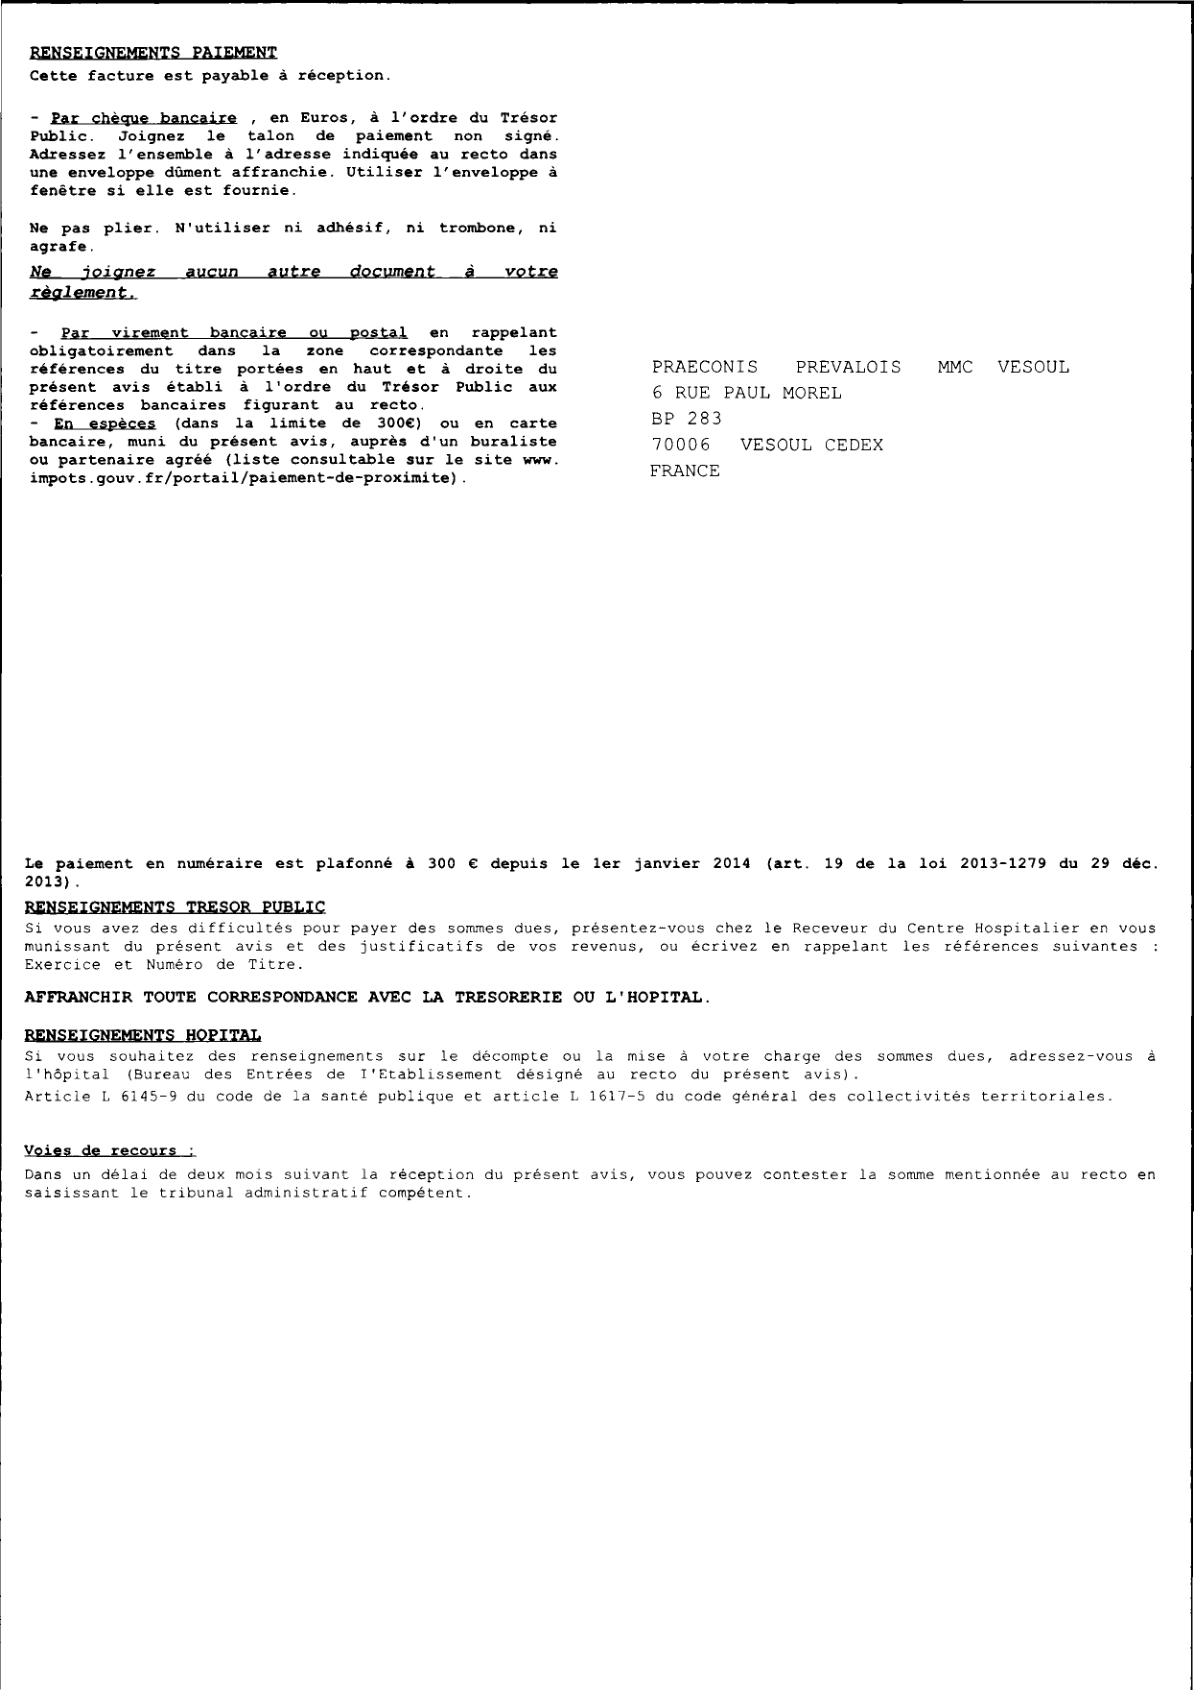 RENSEIGNEMENTS PAIEMENT
Cette facture est payable à réception.
- Par chèque bancaire , en Euros, à l'ordre du Trésor
Public. Joignez le talon de paiement non signé.
Adressez l'ensemble à l'adresse indiquée au recto dans
une enveloppe dûment affranchie. Utiliser l'enveloppe à
fenêtre si elle est fournie.
Ne pas plier. N'utiliser ni adhésif, ni trombone, ni
agrafe.
Ne joignez aucun autre document à votre
règlement.
- Par virement bancaire ou postal en rappelant
obligatoirement dans la zone correspondante les
références du titre portées en haut et à droite du
présent avis établi à l'ordre du Trésor Public aux
références bancaires figurant au recto.
- En espèces (dans la limite de 300€) ou en carte
bancaire, muni du présent avis, auprès d'un buraliste
ou partenaire agréé (liste consultable sur le site www.
impots.gouv.fr/portail/paiement-de-proximite).
PRAECONIS PREVALOIS MMC VESOUL
6 RUE PAUL MOREL
BP 283
70006 VESOUL CEDEX
FRANCE
Le paiement en numéraire est plafonné à 300 € depuis le 1er janvier 2014 (art. 19 de la loi 2013-1279 du 29 déc.
2013).
RENSEIGNEMENTS TRESOR PUBLIC
Si vous avez des difficultés pour payer des sommes dues, présentez-vous chez le Receveur du Centre Hospitalier en vous
munissant du présent avis et des justificatifs de vos revenus, ou écrivez en rappelant les références suivantes :
Exercice et Numéro de Titre.
AFFRANCHIR TOUTE CORRESPONDANCE AVEC LA TRESORERIE OU L'HOPITAL.
RENSEIGNEMENTS HOPITAL
Si vous souhaitez des renseignements sur le décompte ou la mise à votre charge des sommes dues, adressez-vous à
l'hôpital (Bureau des Entrées de I'Etablissement désigné au recto du présent avis).
Article L 6145-9 du code de la santé publique et article L 1617-5 du code général des collectivités territoriales.
Voies de recours :
Dans un délai de deux mois suivant la réception du présent avis, vous pouvez contester la somme mentionnée au recto en
saisissant le tribunal administratif compétent.